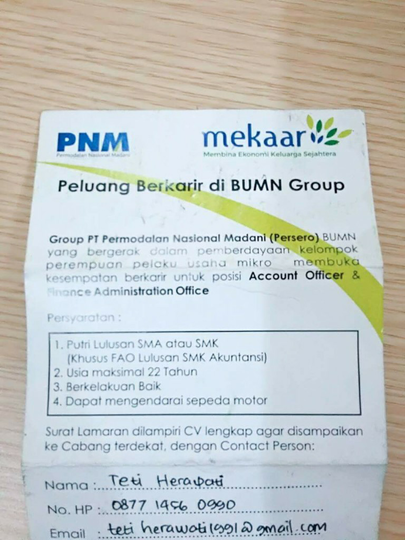 PNM
Permodalan Nasional Madani
mekaar
Membina Ekonomi Keluarga Sejahtera
Peluang Berkarir di BUMN Group
Group PT Permodalan Nasional Madani (Persero) BUMN
yang bergerak dalam pemberdayaan kelompok
perempuan pelaku usaha mikro membuka
kesempatan berkarir untuk posisi Account Officer &
Finance Administration Office
Persyaratan :
1. Putri Lulusan SMA atau SMK
(Khusus FAO Lulusan SMK Akuntansi)
2. Usia maksimal 22 Tahun
3. Berkelakuan Baik
4. Dapat mengendarai sepeda motor
Surat Lamaran dilampiri CV lengkap agar disampaikan
ke Cabang terdekat, dengan Contact Person:
Nama : Teti Herawati
No. HP : 0877 1456 0990
Email : teti herawati1991@gmail.com